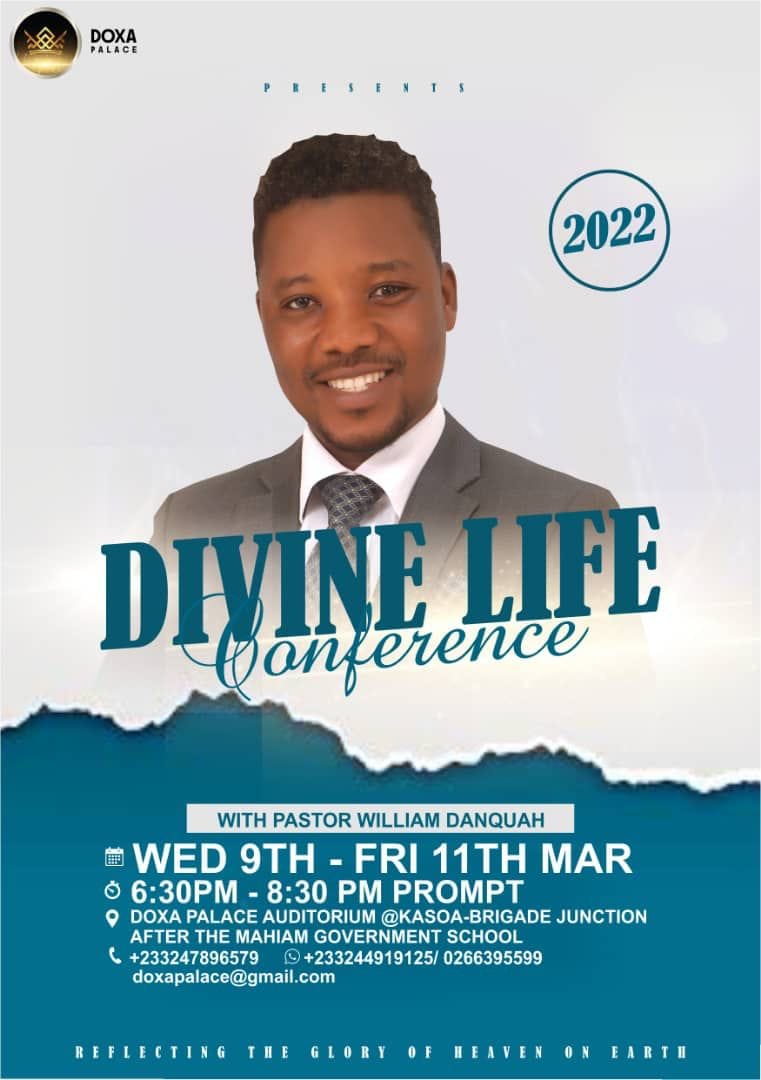 DOXA
PALACE
PRESENTS
2022
DIVINE LIFE
Conference
WITH PASTOR WILLIAM DANQUAH
WED 9TH - FRI 11TH MAR
6:30PM - 8:30 PM PROMPT
DOXA PALACE AUDITORIUM @KASOA-BRIGADE JUNCTION
AFTER THE MAHIAM GOVERNMENT SCHOOL
+233247896579 +233244919125/ 0266395599
doxapalace@gmail.com
REFLECTING THE GLORY OF HEAVEN ON EARTH